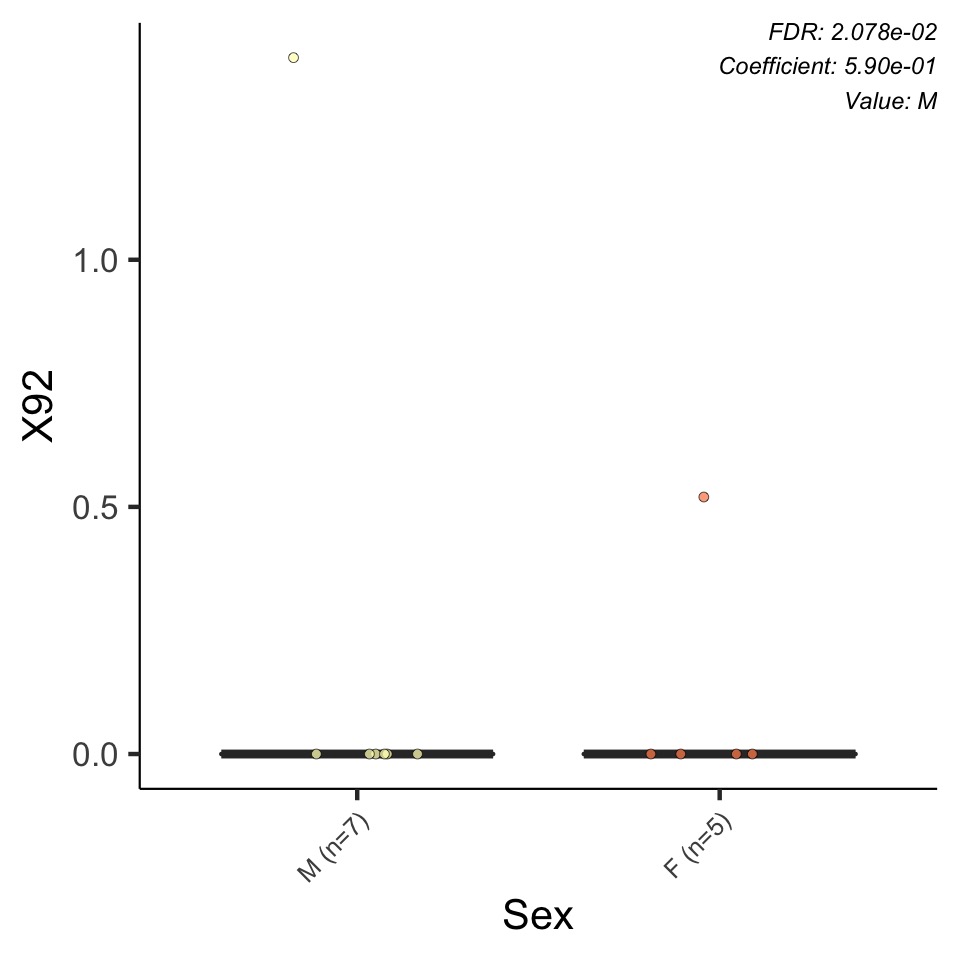 FDR: 2.078e-02
Coefficient: 5.90e-01
Value: M
X92
1.0
0.5
0.0
M (n=7)
F (n=5)
Sex